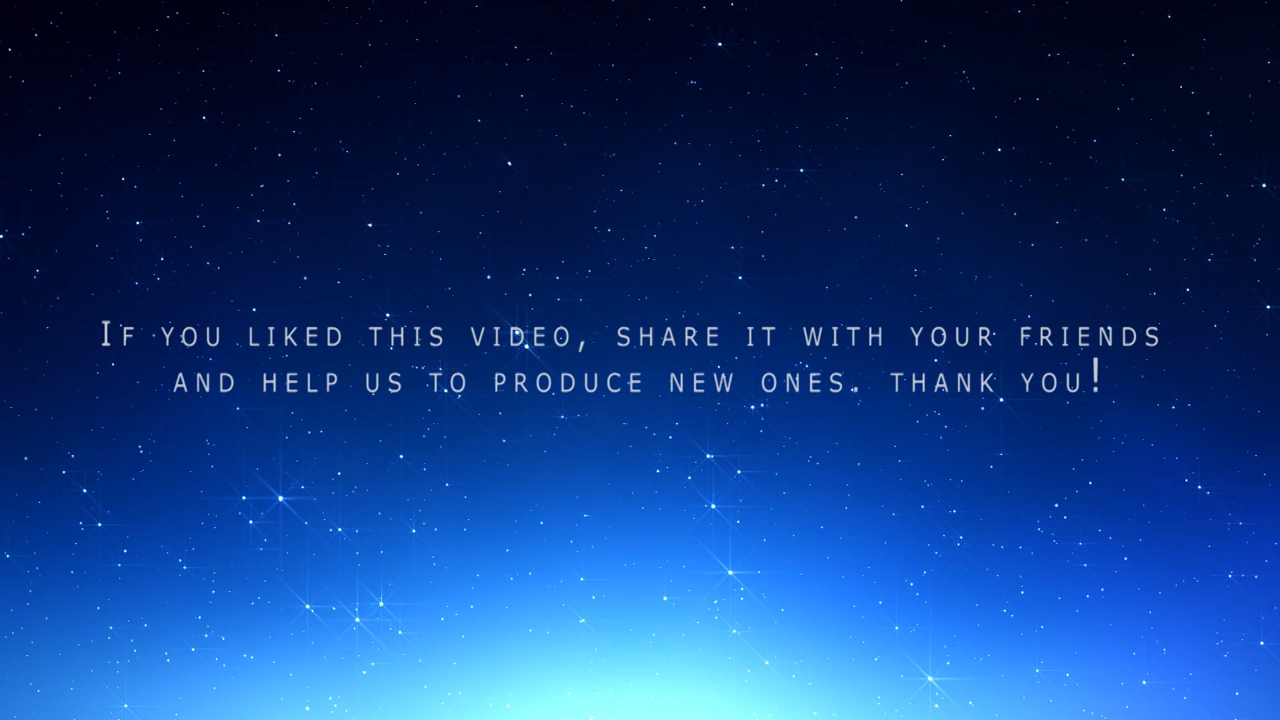 If you liked this video, share it with your friends
and help us to produce new ones. thank you!